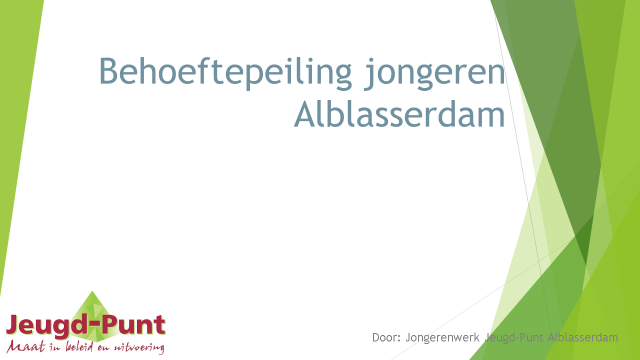 Behoeftepeiling jongeren
Alblasserdam
Jeugd-Punt
Maat in beleid en uitvoering
Door: Jongerenwerk Jeugd-Punt Alblasserdam